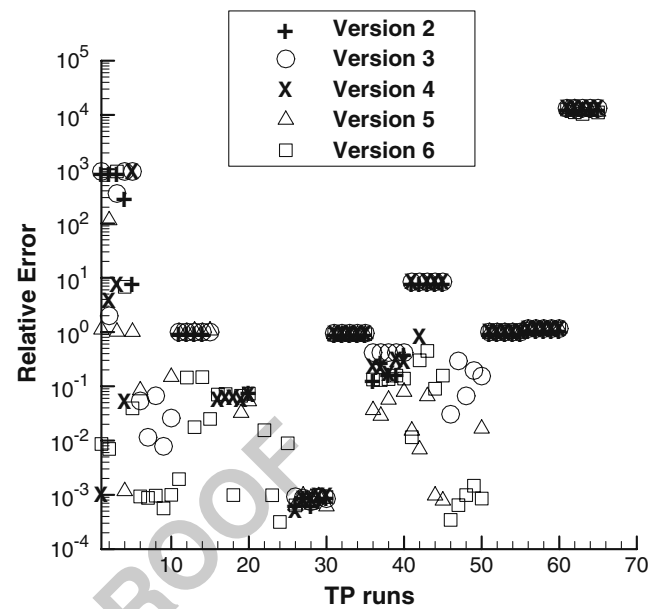 Version 2
Version 3
Version 4
Version 5
Version 6
10^5
10^4
10^3
10^2
10^1
10^0
10^-1
10^-2
10^-3
10^-4
Relative Error
10 20 30 40 50 60 70
TP runs
PROOF